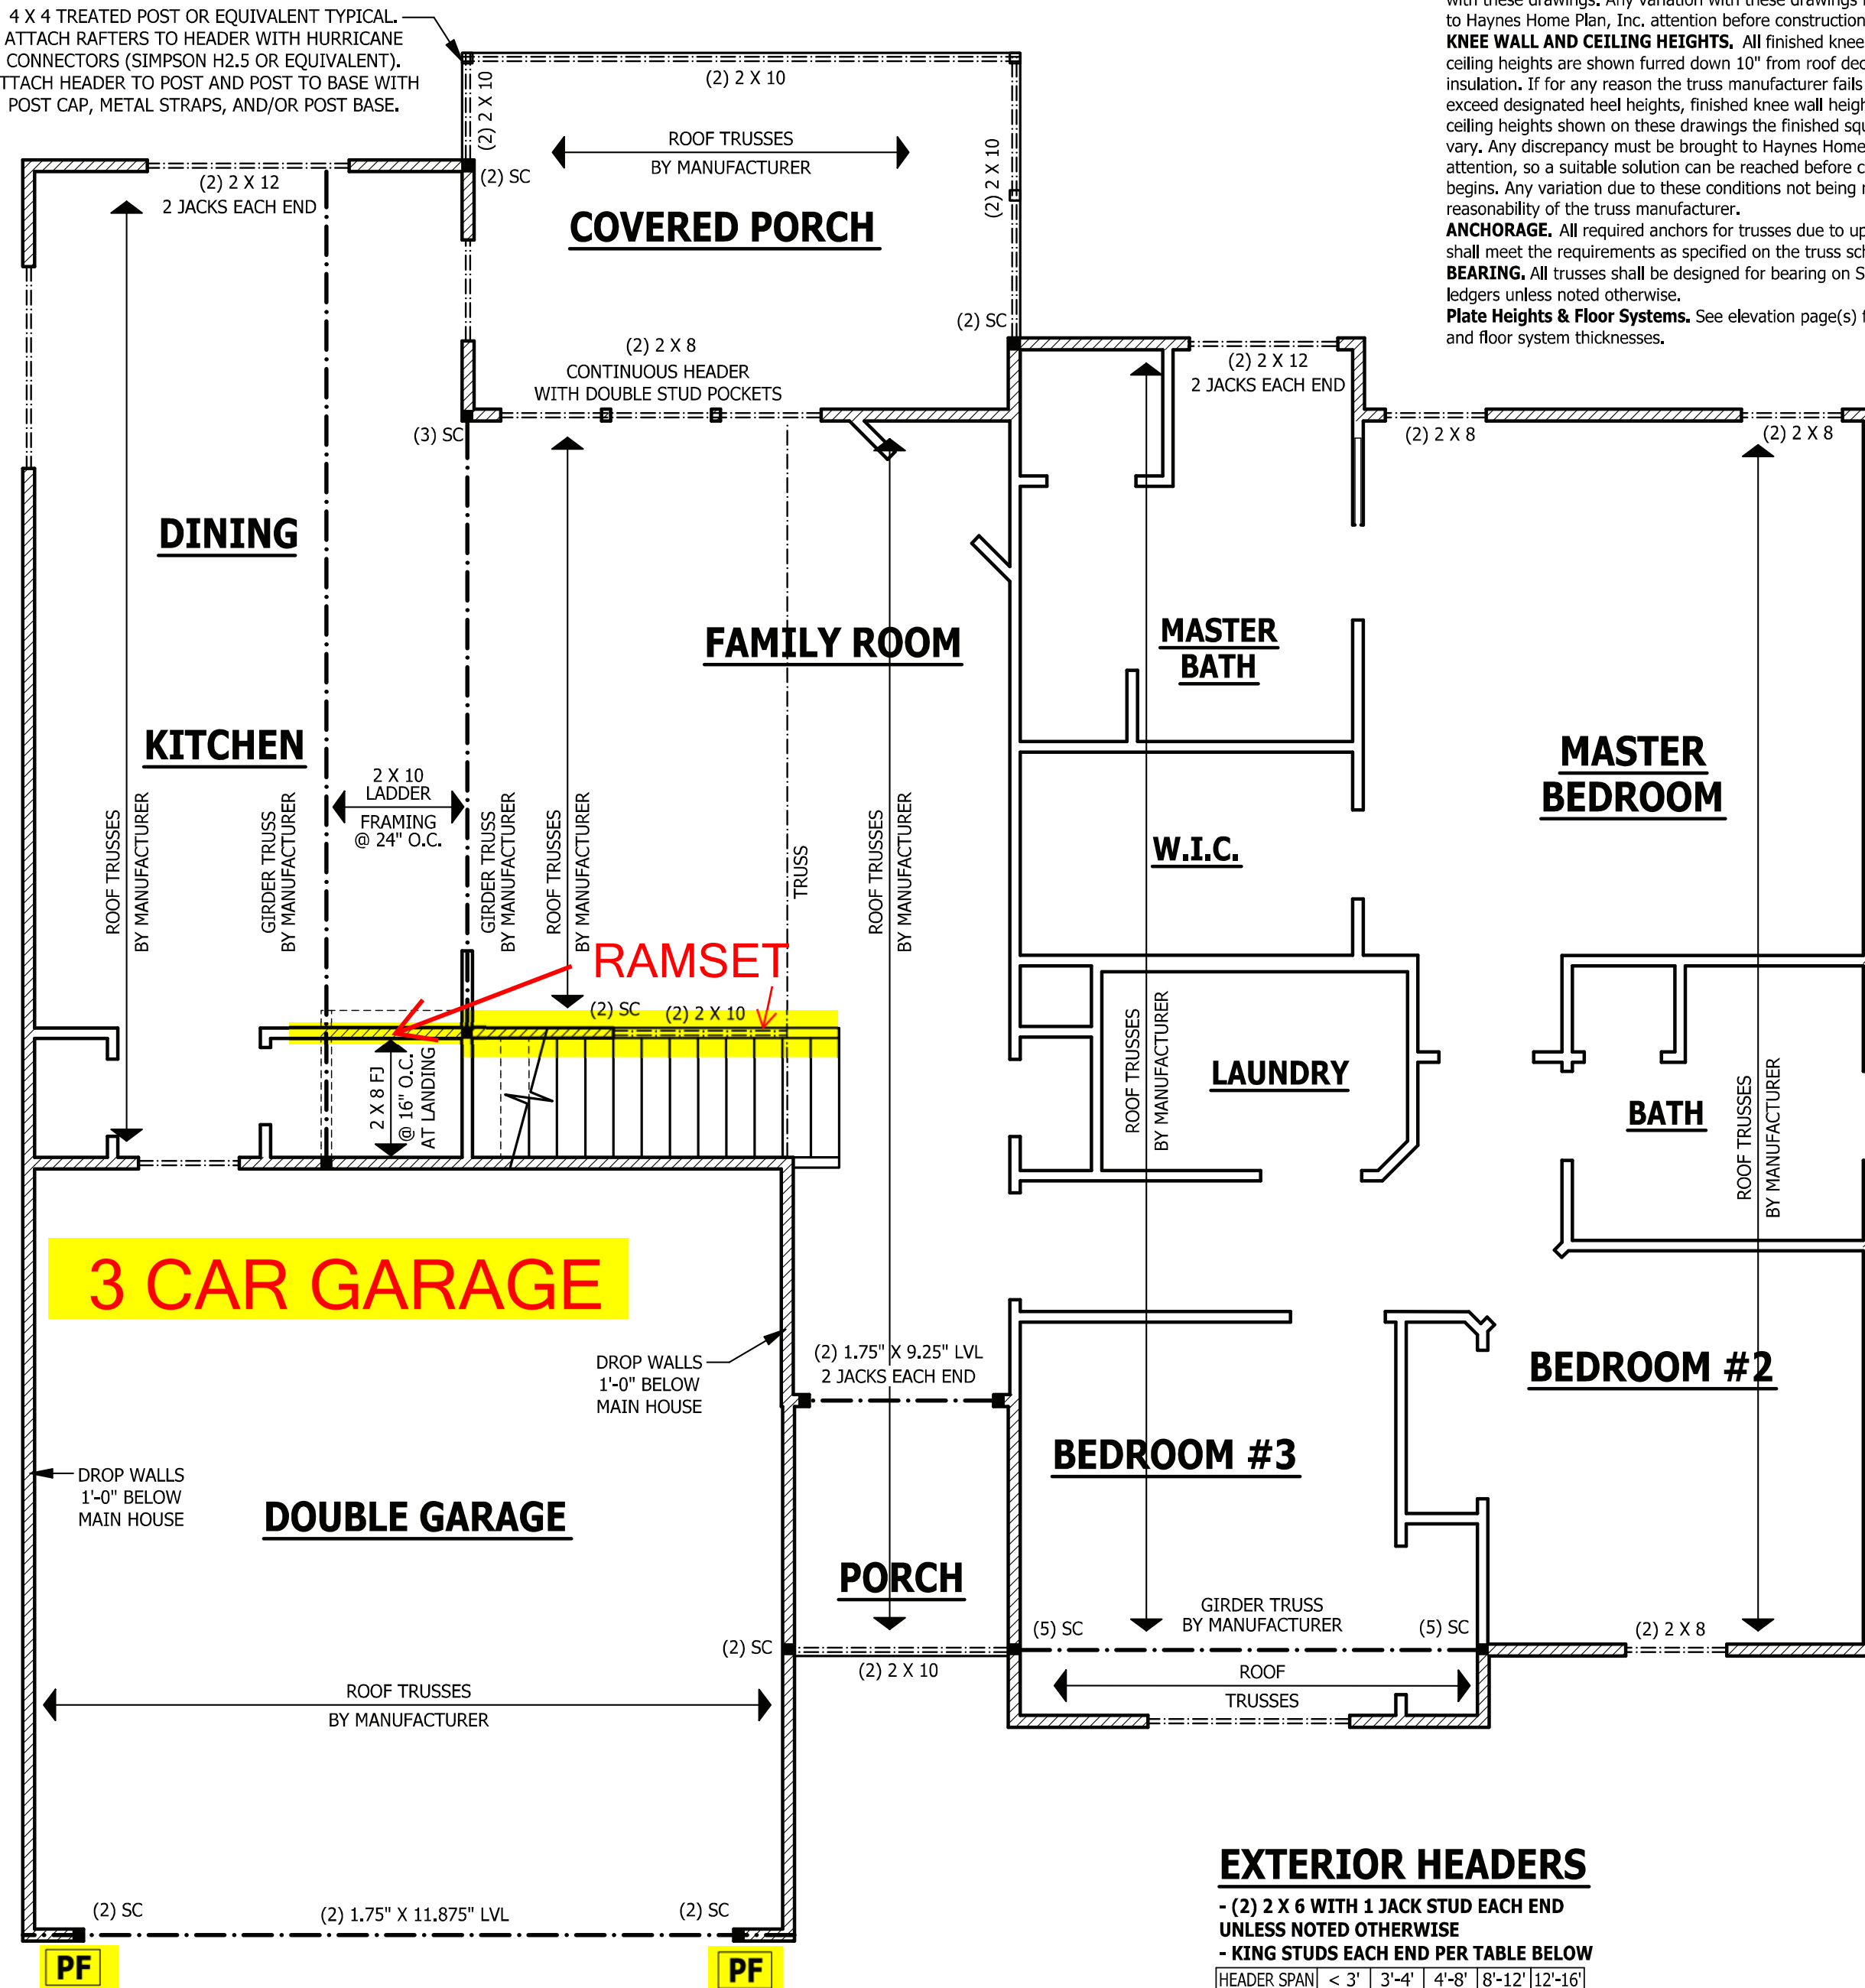 4 X 4 TREATED POST OR EQUIVALENT TYPICAL.
ATTACH RAFTERS TO HEADER WITH HURRICANE
CONNECTORS (SIMPSON H2.5 OR EQUIVALENT).
TTACH HEADER TO POST AND POST TO BASE WITH
POST CAP, METAL STRAPS, AND/OR POST BASE.
with these drawings. Any variation with these drawings
to Haynes Home Plan, Inc. attention before construction
KNEE WALL AND CEILING HEIGHTS. All finished knee
ceiling heights are shown furred down 10" from roof dec
insulation. If for any reason the truss manufacturer fails
exceed designated heel heights, finished knee wall heigh
ceiling heights shown on these drawings the finished squ
vary. Any discrepancy must be brought to Haynes Home
attention, so a suitable solution can be reached before c
begins. Any variation due to these conditions not being
reasonability of the truss manufacturer.
ANCHORAGE. All required anchors for trusses due to up
shall meet the requirements as specified on the truss sch
BEARING. All trusses shall be designed for bearing on S
ledgers unless noted otherwise.
Plate Heights & Floor Systems. See elevation page(s) f
and floor system thicknesses.
(2) 2 X 10
(2) 2 X 10
(2) 2 X 10
ROOF TRUSSES
BY MANUFACTURER
(2) SC
COVERED PORCH
(2) 2 X 12
2 JACKS EACH END
(2) SC
(2) 2 X 8
CONTINUOUS HEADER
WITH DOUBLE STUD POCKETS
(2) 2 X 12
2 JACKS EACH END
(3) SC
(2) 2 X 8
(2) 2 X 8
DINING
FAMILY ROOM
MASTER
BATH
KITCHEN
MASTER
BEDROOM
2 X 10
LADDER
FRAMING
@ 24" O.C.
ROOF TRUSSES
BY MANUFACTURER
GIRDER TRUSS
BY MANUFACTURER
GIRDER TRUSS
BY MANUFACTURER
ROOF TRUSSES
BY MANUFACTURER
TRUSS
ROOF TRUSSES
BY MANUFACTURER
W.I.C.
RAMSET
(2) SC
(2) 2 X 10
2 X 8 FJ
@ 16" O.C.
AT LANDING
ROOF TRUSSES
BY MANUFACTURER
LAUNDRY
BATH
ROOF TRUSSES
BY MANUFACTURER
3 CAR GARAGE
DROP WALLS
1'-0" BELOW
MAIN HOUSE
(2) 1.75" X 9.25" LVL
2 JACKS EACH END
BEDROOM #2
BEDROOM #3
DROP WALLS
1'-0" BELOW
MAIN HOUSE
DOUBLE GARAGE
PORCH
GIRDER TRUSS
BY MANUFACTURER
(5) SC
(5) SC
(2) 2 X 8
(2) SC
(2) 2 X 10
ROOF
TRUSSES
ROOF TRUSSES
BY MANUFACTURER
(2) SC
(2) 1.75" X 11.875" LVL
(2) SC
PF
PF
EXTERIOR HEADERS
- (2) 2 X 6 WITH 1 JACK STUD EACH END
UNLESS NOTED OTHERWISE
- KING STUDS EACH END PER TABLE BELOW
HEADER SPAN < 3' 3'-4' 4'-8' 8'-12' 12'-16'